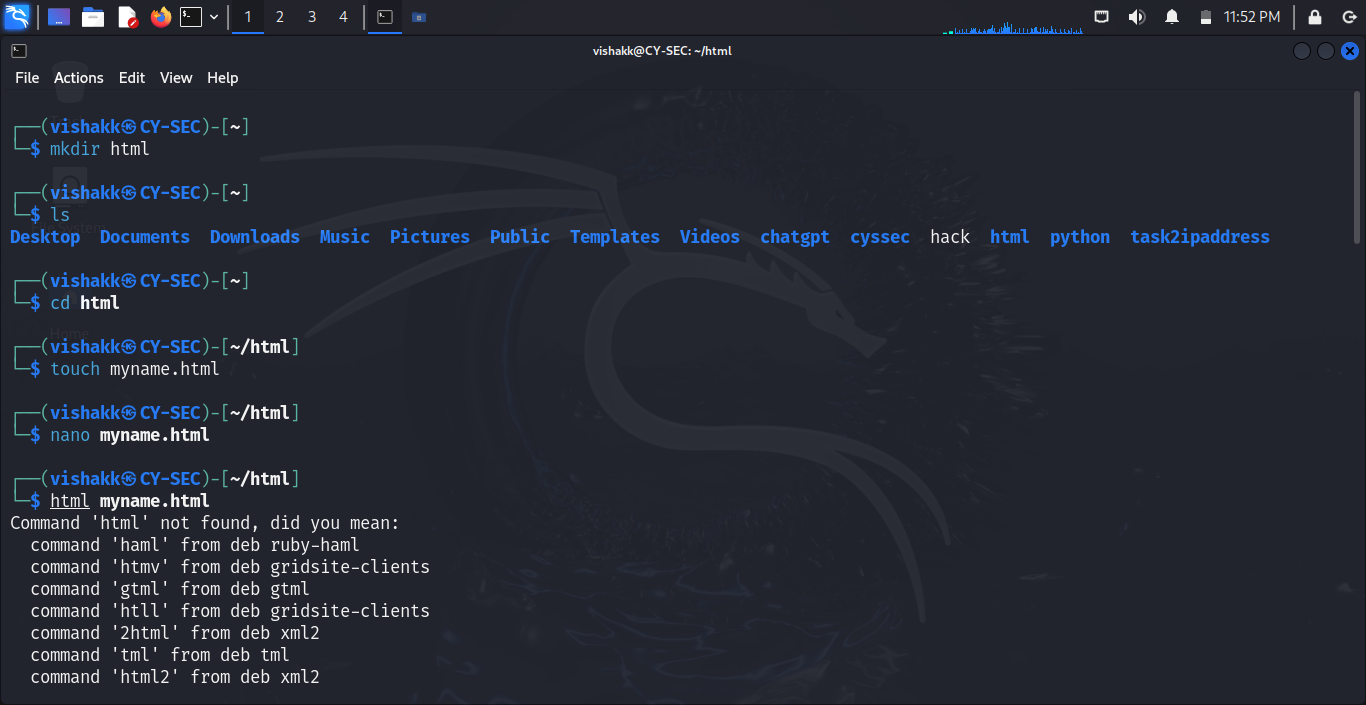 1 2 3 4 11:52 PM
vishakk@CY-SEC: ~/html
File Actions Edit View Help
┌──(vishakk㉿CY-SEC)-[~]
└─$ mkdir html
┌──(vishakk㉿CY-SEC)-[~]
└─$ ls
Desktop Documents Downloads Music Pictures Public Templates Videos chatgpt cyssec hack html python task2ipaddress
┌──(vishakk㉿CY-SEC)-[~]
└─$ cd html
Home
┌──(vishakk㉿CY-SEC)-[~/html]
└─$ touch myname.html
┌──(vishakk㉿CY-SEC)-[~/html]
└─$ nano myname.html
┌──(vishakk㉿CY-SEC)-[~/html]
└─$ html myname.html
Command 'html' not found, did you mean:
command 'haml' from deb ruby-haml
command 'htmv' from deb gridsite-clients
command 'gtml' from deb gtml
command 'htll' from deb gridsite-clients
command '2html' from deb xml2
command 'tml' from deb tml
command 'html2' from deb xml2